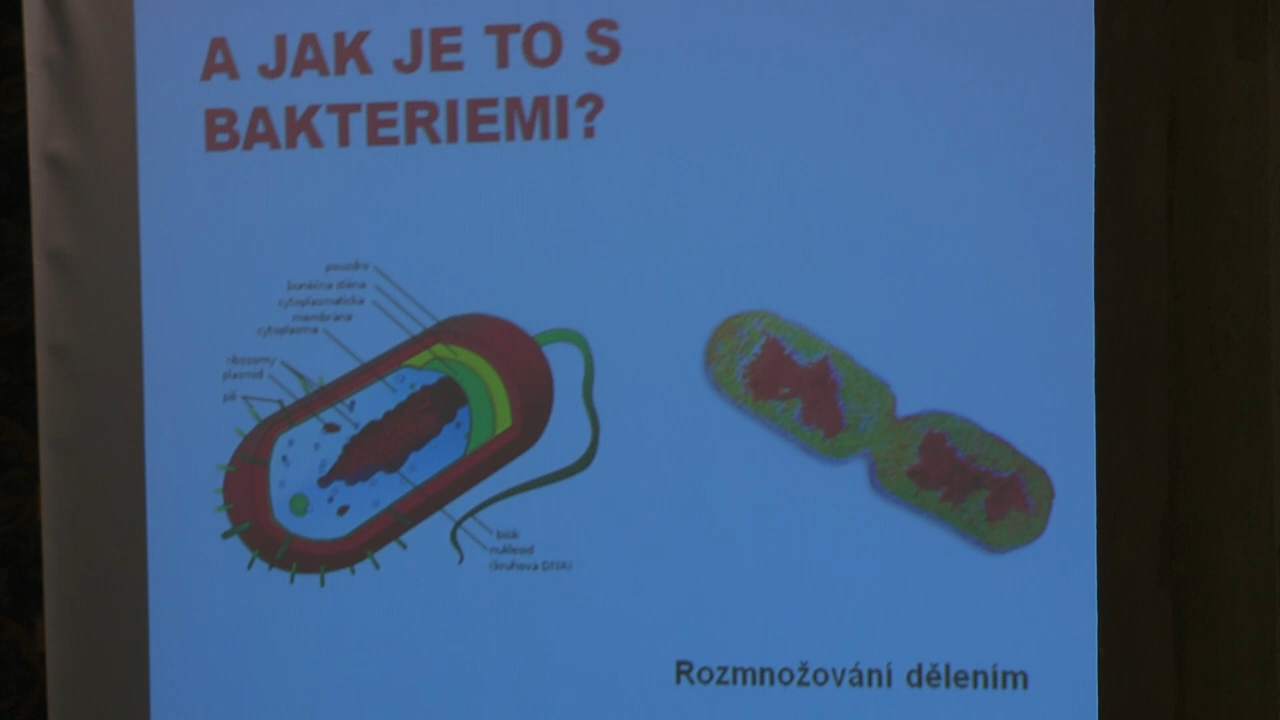 A JAK JE TO S
BAKTERIEMI?
pouzdro
buněčná stěna
cytoplasmatická
membrána
cytoplasma
ribozomy
plazmid
pili
bičík
nukleoid
(kruhová DNA)
Rozmnožování dělením